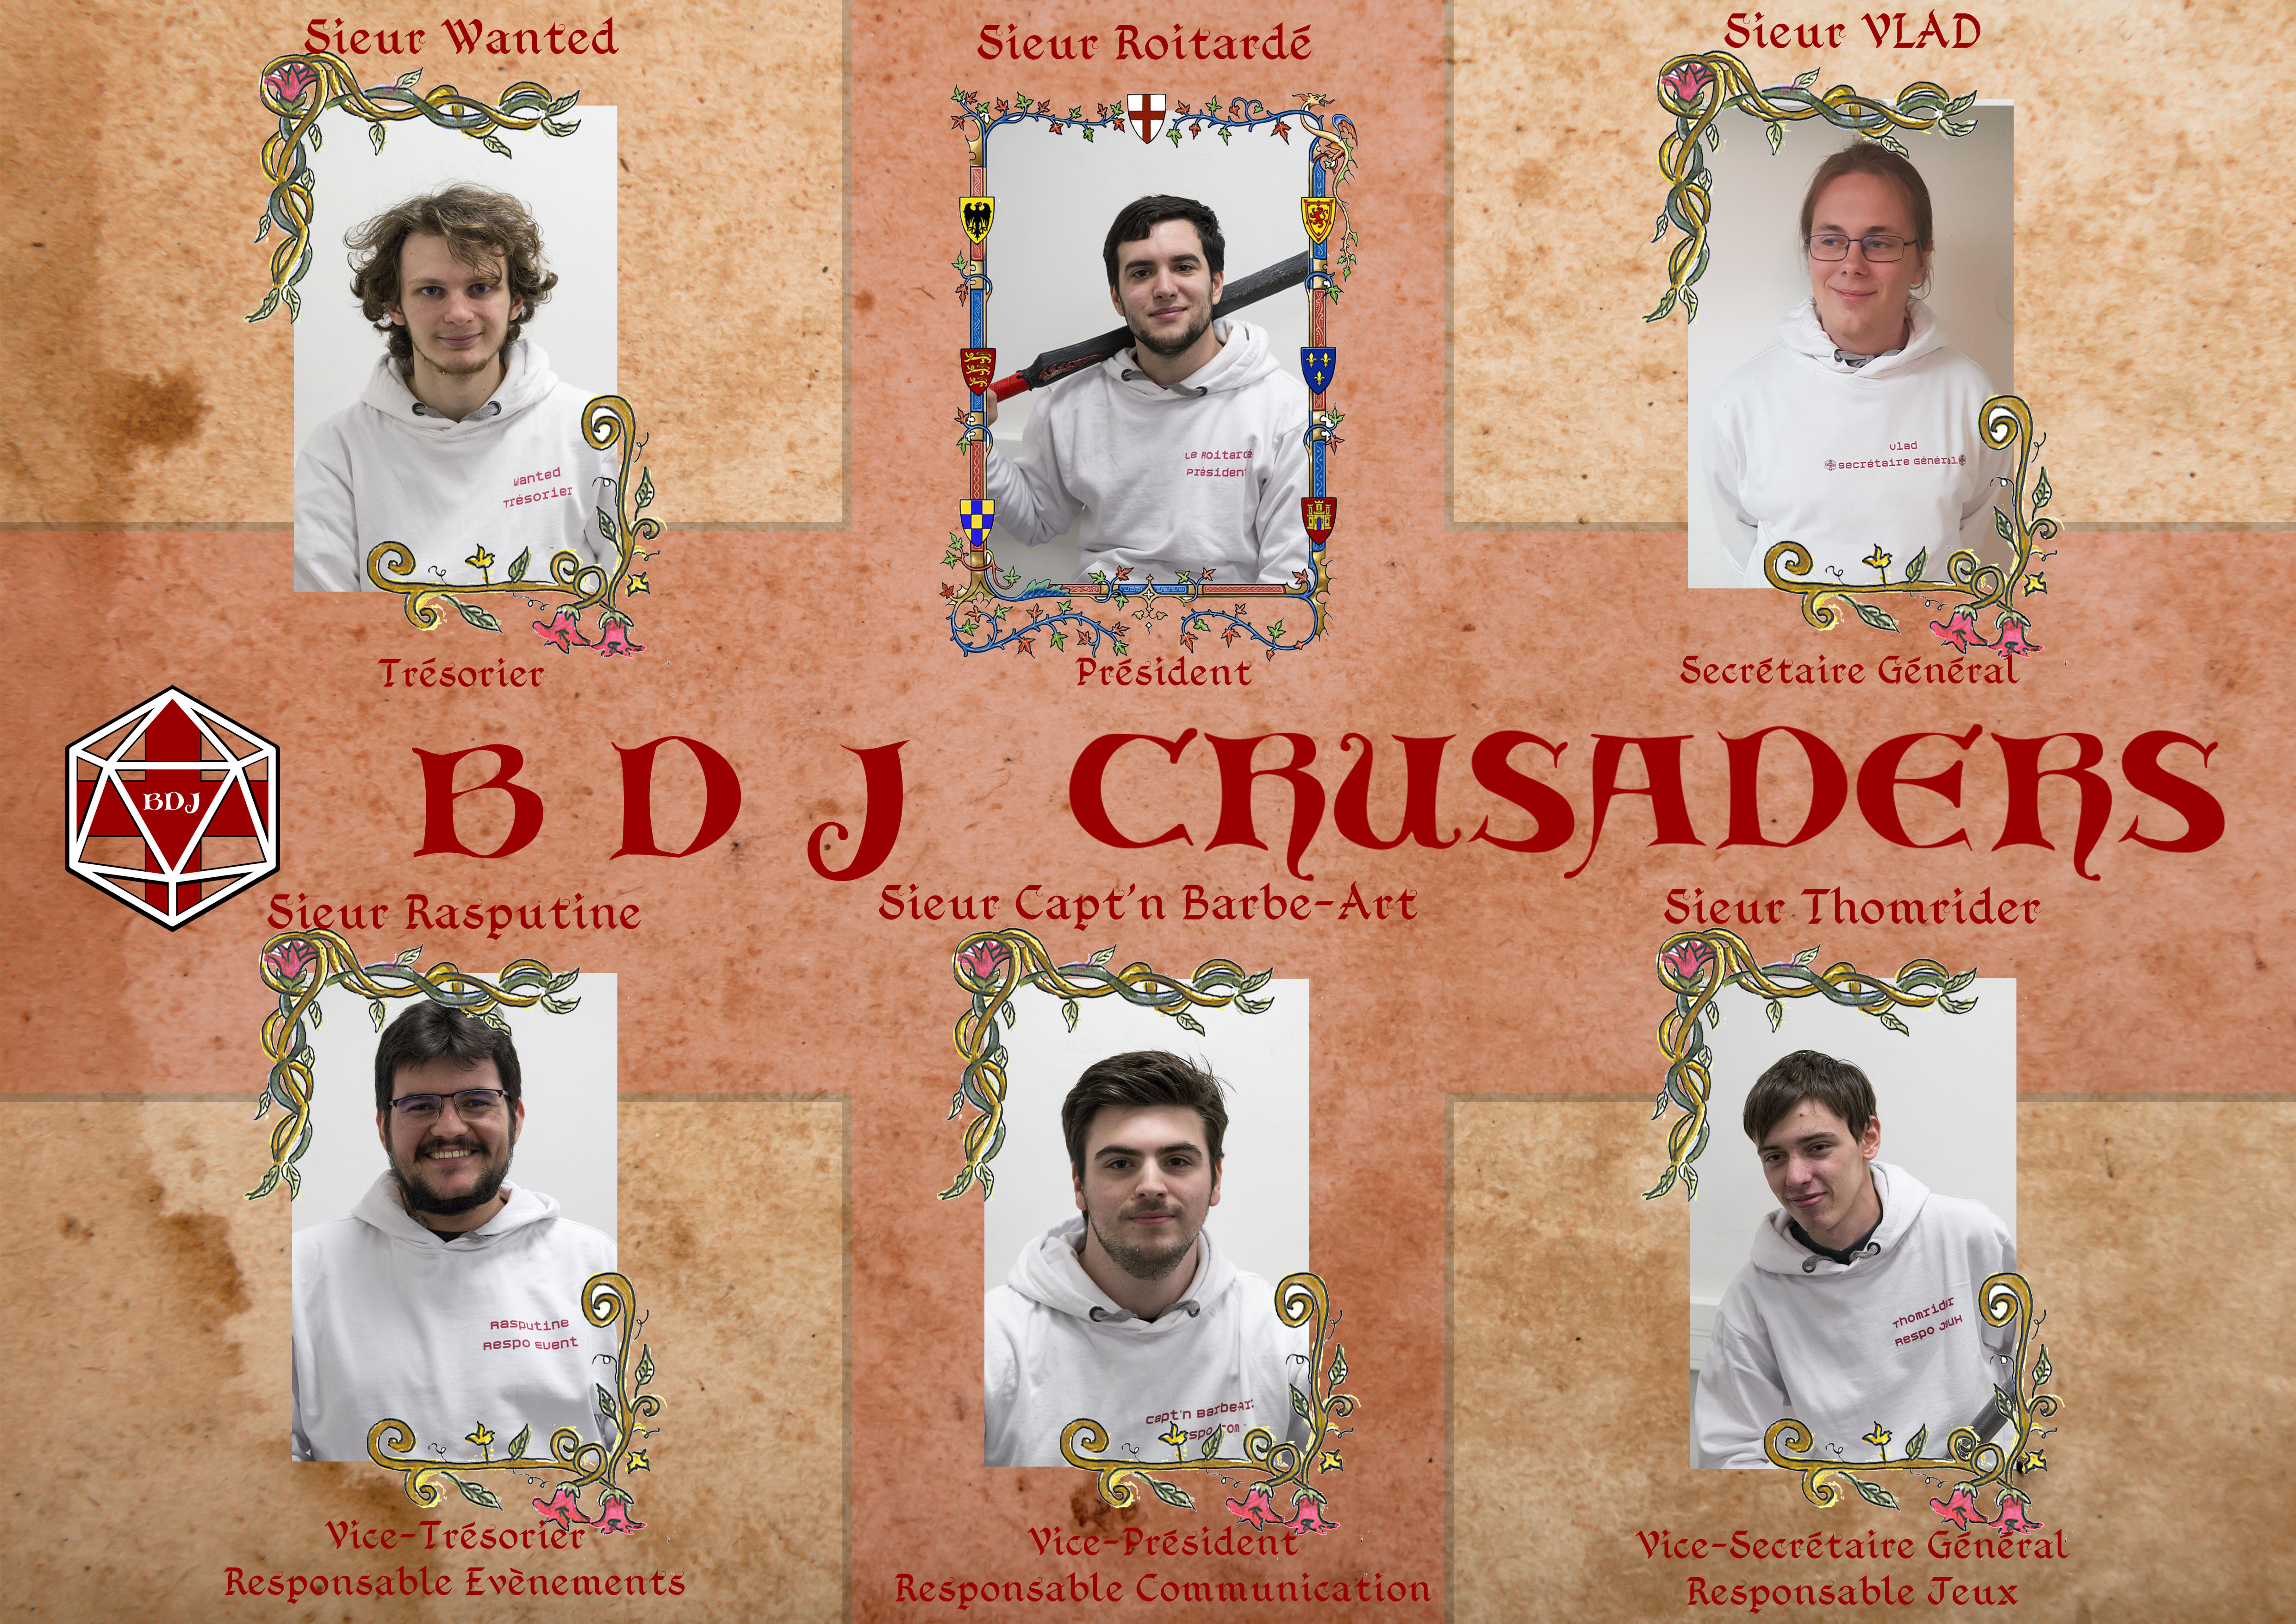 Sieur Wanted
Wanted
Trésorier
Trésorier
Sieur Roitardé
Le Roitardé
Président
Président
Sieur VLAD
Vlad
Secrétaire Général
Secrétaire Général
BDJ
BDJ CRUSADERS
Sieur Rasputine
Rasputine
Respo Event
Vice-Trésorier
Responsable Evènements
Sieur Capt'n Barbe-Art
Capt'n BarbeArt
Vice-Président
Responsable Communication
Sieur Thomrider
Thomrider
Respo Jeux
Vice-Secrétaire Général
Responsable Jeux